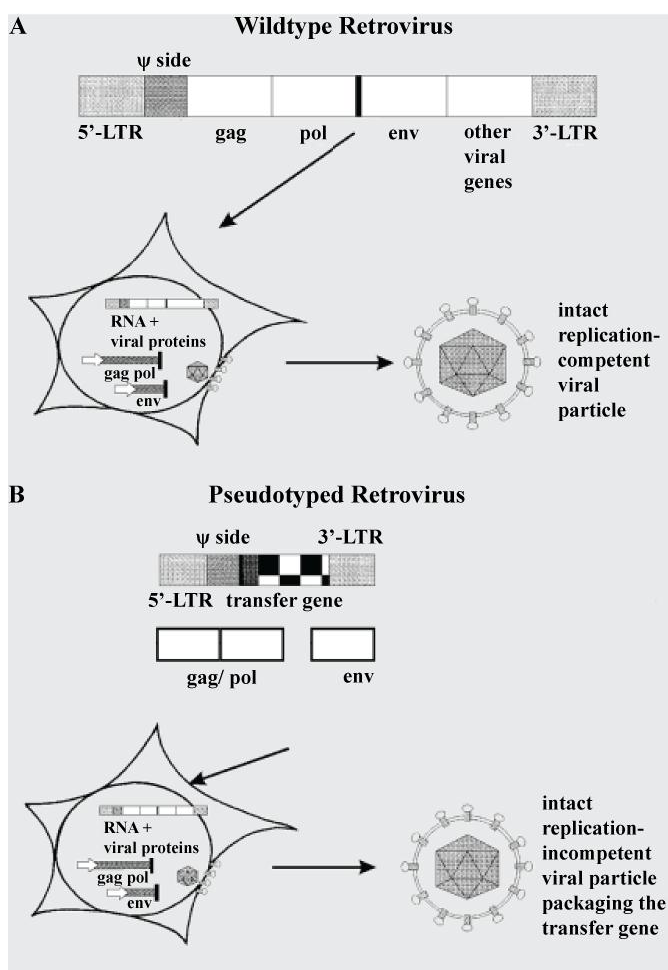 A
Wildtype Retrovirus
ψ side
5’-LTR
gag
pol
env
other
viral
genes
3’-LTR
RNA +
viral proteins
gag pol
env
intact
replication-
competent
viral
particle
B
Pseudotyped Retrovirus
ψ side
3’-LTR
5’-LTR
transfer gene
gag/ pol
env
RNA +
viral proteins
gag pol
env
intact
replication-
incompetent
viral particle
packaging the
transfer gene